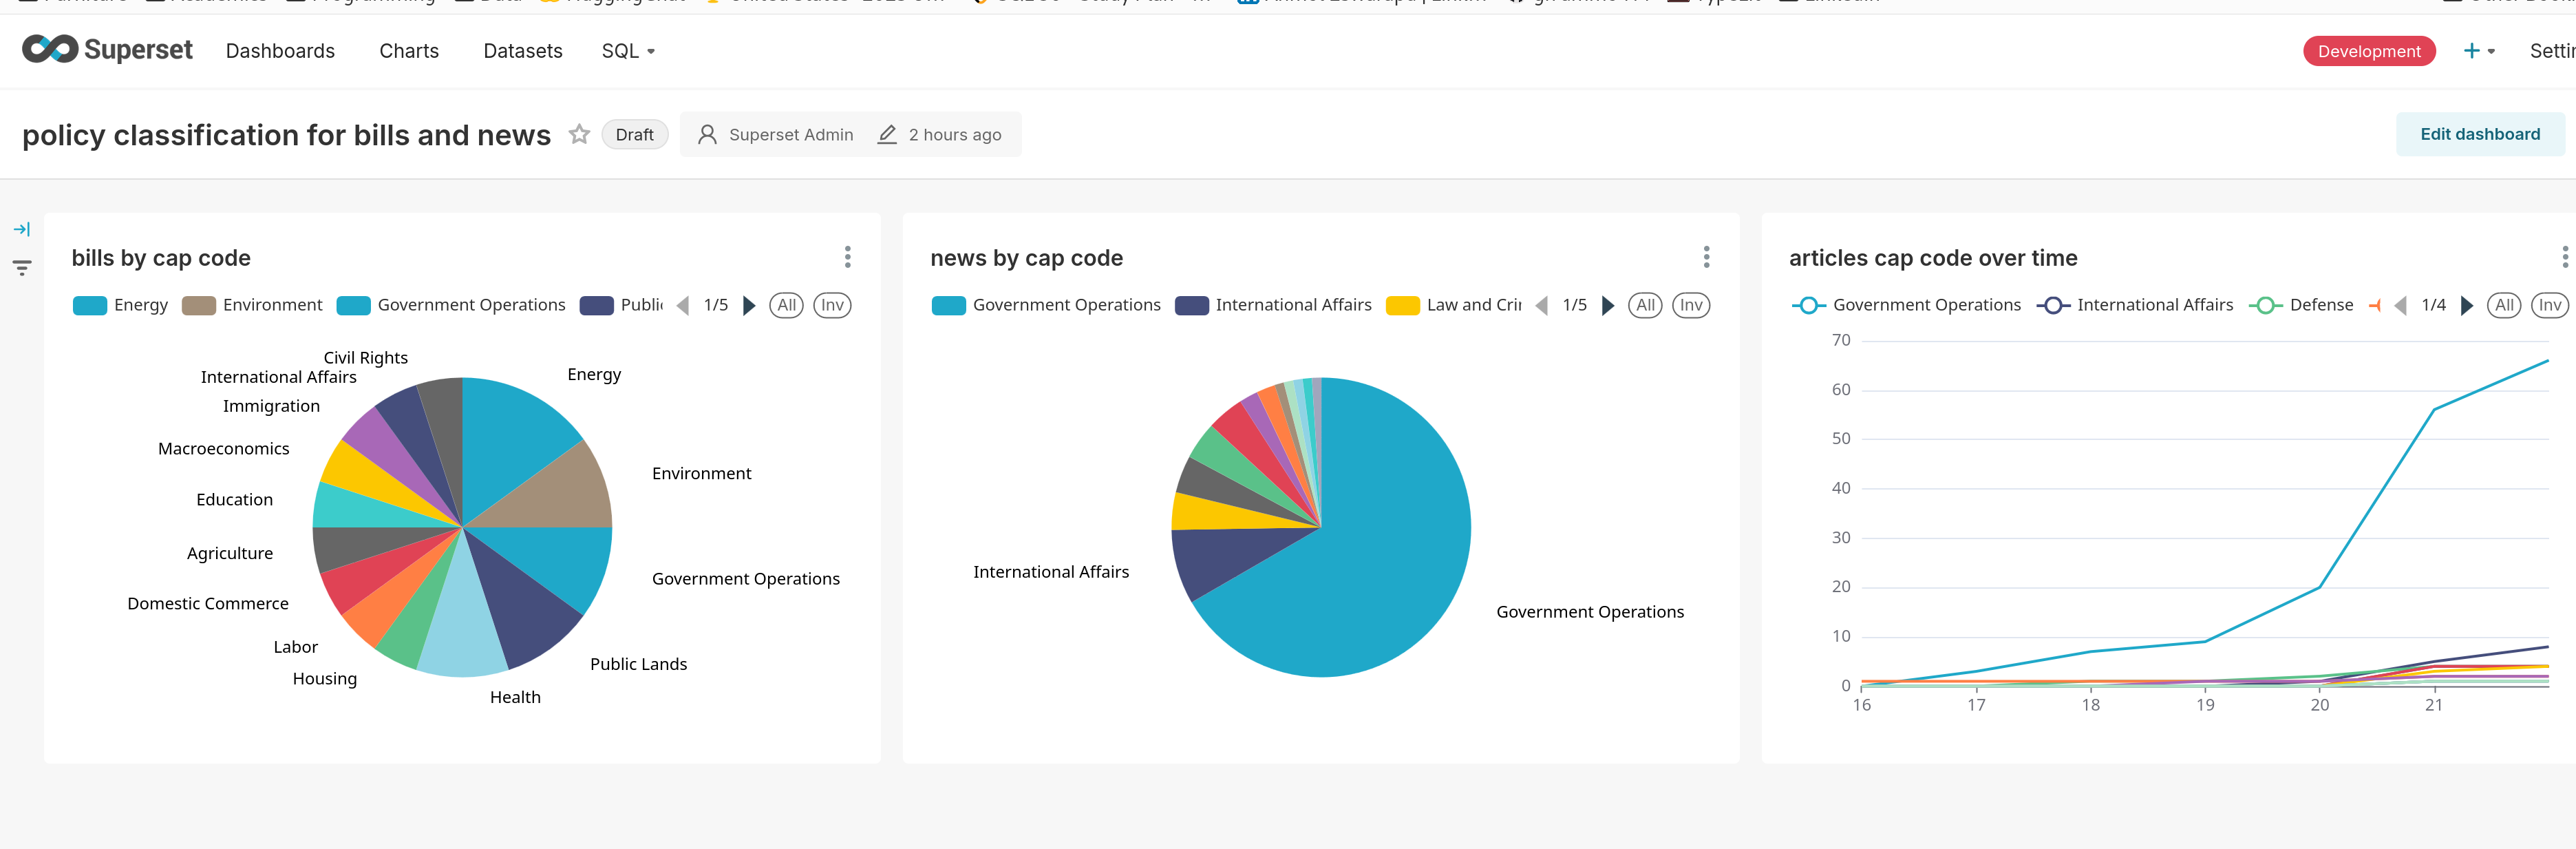 Superset Dashboards Charts Datasets SQL Development + Settin
policy classification for bills and news Draft Superset Admin 2 hours ago Edit dashboard
bills by cap code
Energy Environment Government Operations Public 1/5 All Inv
Civil Rights
International Affairs
Immigration
Macroeconomics
Education
Agriculture
Domestic Commerce
Labor
Housing
Energy
Environment
Government Operations
Public Lands
Health
news by cap code
Government Operations International Affairs Law and Cri 1/5 All Inv
International Affairs
Government Operations
articles cap code over time
Government Operations International Affairs Defense 1/4 All Inv
70
60
50
40
30
20
10
0
16 17 18 19 20 21